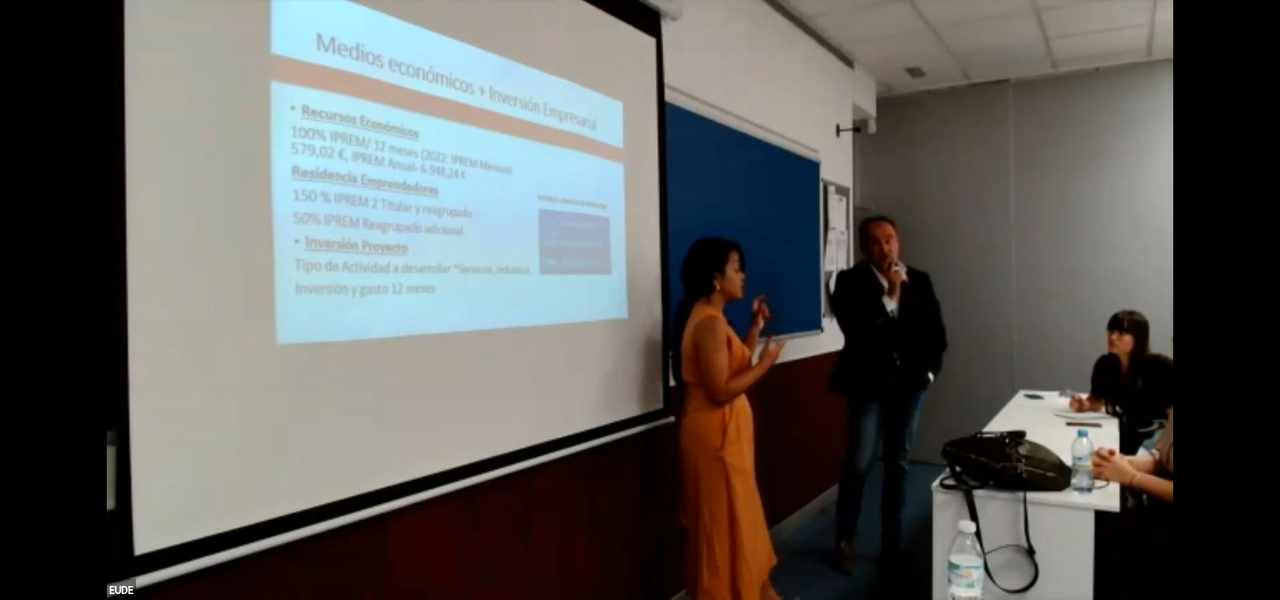 Medios económicos + Inversión Empresarial
• Recursos Económicos
100% IPREM/ 12 meses (2022: IPREM Mensual
579,02 €, IPREM Anual- 6.948,24 €
Residencia Emprendedores
150 % IPREM 2 Titular y reagrupado
50% IPREM Reagrupado adicional
• Inversión Proyecto
Tipo de Actividad a desarrollar *Servicios, Industrial
Inversión y gasto 12 meses
EUDE